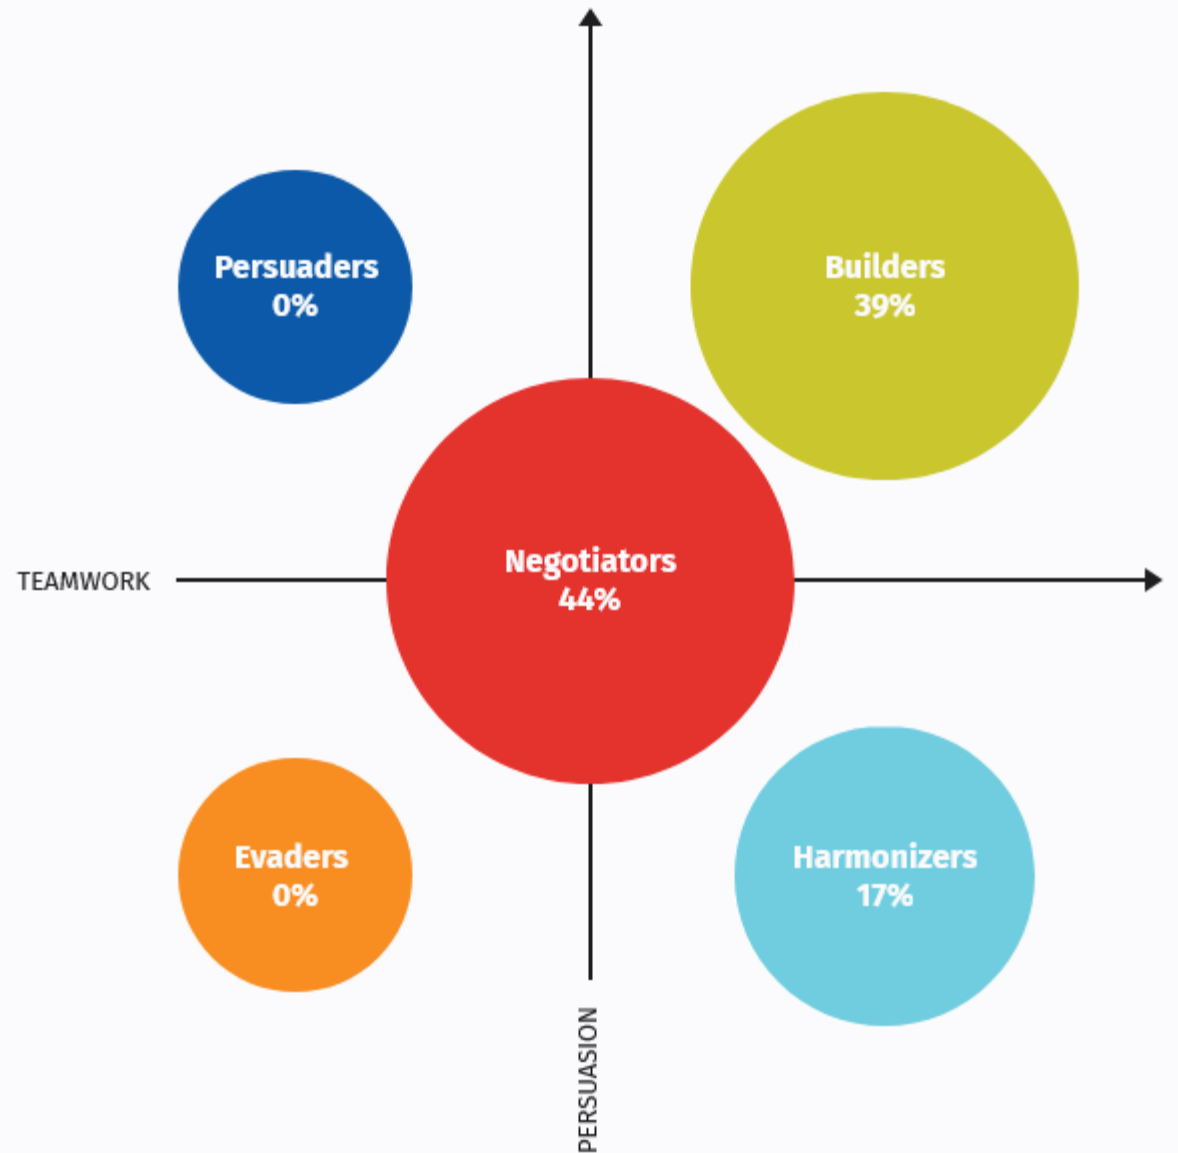 Persuaders
0%
Builders
39%
Negotiators
44%
TEAMWORK
Evaders
0%
Harmonizers
17%
PERSUASION